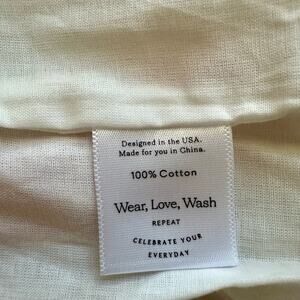 Designed in the USA.
Made for you in China.
100% Cotton
Wear, Love, Wash
REPEAT
CELEBRATE YOUR
EVERYDAY